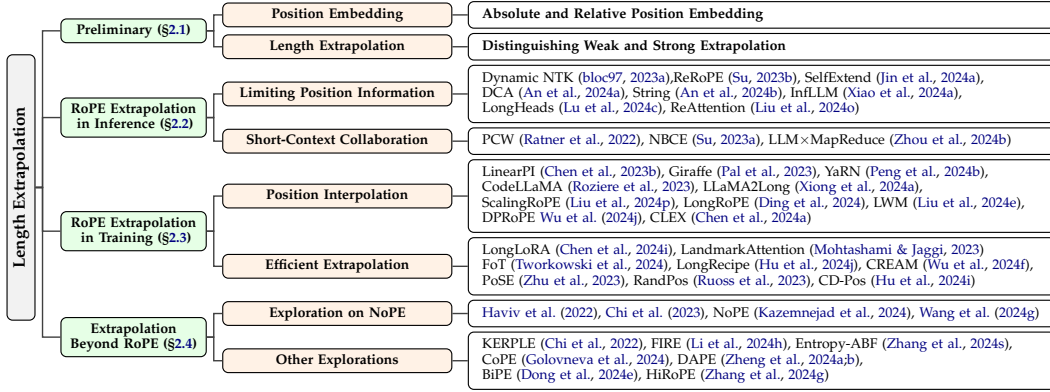 Length Extrapolation
Preliminary (§2.1)
Position Embedding
Absolute and Relative Position Embedding
Length Extrapolation
Distinguishing Weak and Strong Extrapolation
RoPE Extrapolation
in Inference (§2.2)
Limiting Position Information
Dynamic NTK (bloc97, 2023a),ReRoPE (Su, 2023b), SelfExtend (Jin et al., 2024a),
DCA (An et al., 2024a), String (An et al., 2024b), InfLLM (Xiao et al., 2024a),
LongHeads (Lu et al., 2024c), ReAttention (Liu et al., 2024o)
Short-Context Collaboration
PCW (Ratner et al., 2022), NBCE (Su, 2023a), LLM×MapReduce (Zhou et al., 2024b)
RoPE Extrapolation
in Training (§2.3)
Position Interpolation
LinearPI (Chen et al., 2023b), Giraffe (Pal et al., 2023), YaRN (Peng et al., 2024b),
CodeLLaMA (Roziere et al., 2023), LLaMA2Long (Xiong et al., 2024a),
ScalingRoPE (Liu et al., 2024p), LongRoPE (Ding et al., 2024), LWM (Liu et al., 2024e),
DPRoPE Wu et al. (2024j), CLEX (Chen et al., 2024a)
Efficient Extrapolation
LongLoRA (Chen et al., 2024i), LandmarkAttention (Mohtashami & Jaggi, 2023)
FoT (Tworkowski et al., 2024), LongRecipe (Hu et al., 2024j), CREAM (Wu et al., 2024f),
PoSE (Zhu et al., 2023), RandPos (Ruoss et al., 2023), CD-Pos (Hu et al., 2024i)
Extrapolation
Beyond RoPE (§2.4)
Exploration on NoPE
Haviv et al. (2022), Chi et al. (2023), NoPE (Kazemnejad et al., 2024), Wang et al. (2024g)
Other Explorations
KERPLE (Chi et al., 2022), FIRE (Li et al., 2024h), Entropy-ABF (Zhang et al., 2024s),
CoPE (Golovneva et al., 2024), DAPE (Zheng et al., 2024a;b),
BiPE (Dong et al., 2024e), HiRoPE (Zhang et al., 2024g)